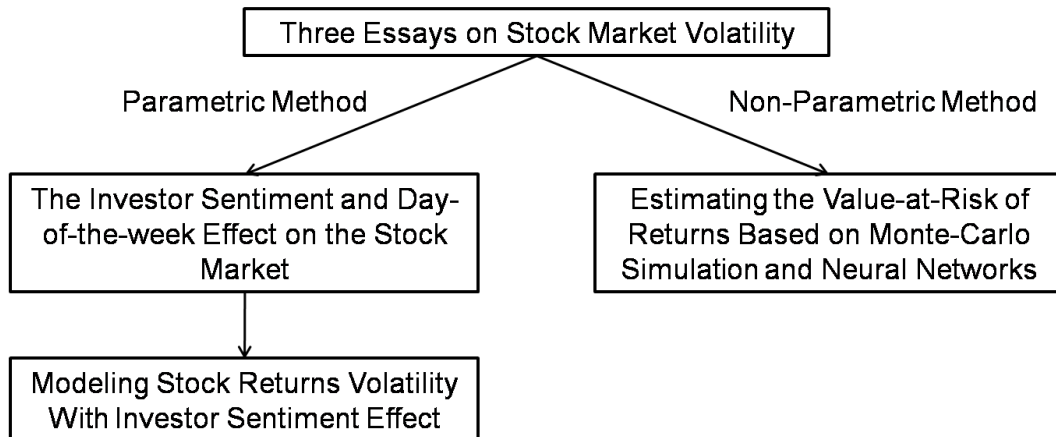 Three Essays on Stock Market Volatility
Parametric Method
Non-Parametric Method
The Investor Sentiment and Day-
of-the-week Effect on the Stock
Market
Estimating the Value-at-Risk of
Returns Based on Monte-Carlo
Simulation and Neural Networks
Modeling Stock Returns Volatility
With Investor Sentiment Effect